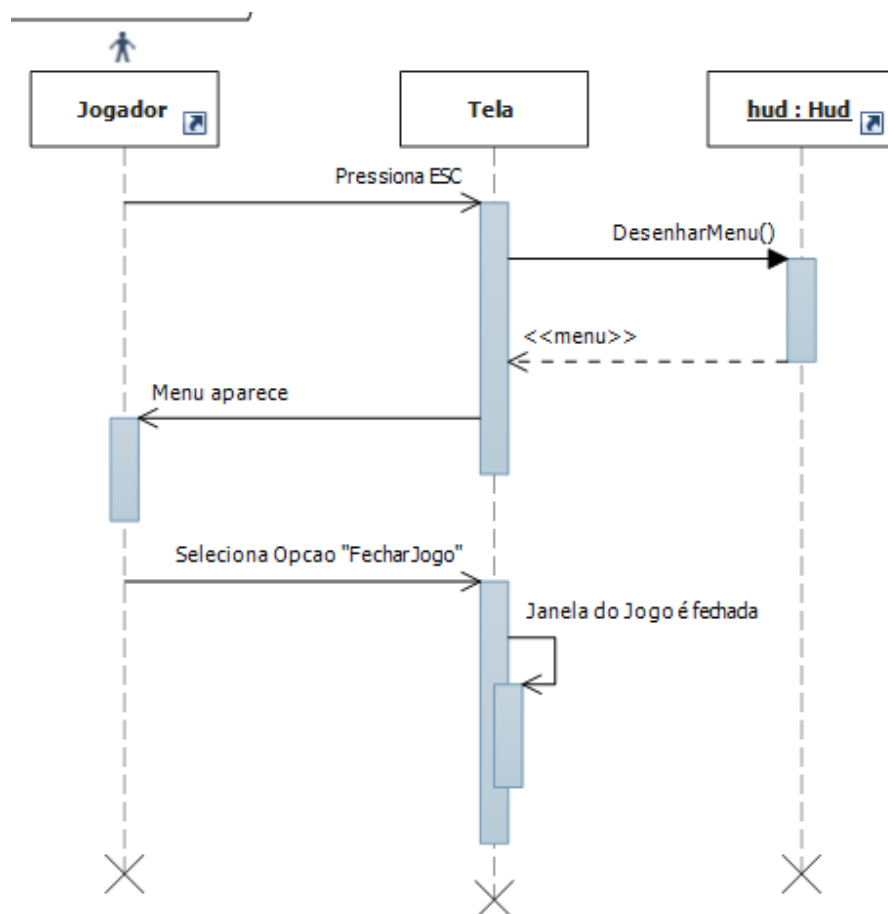 Jogador
Tela
hud : Hud
Pressiona ESC
DesenharMenu()
<<menu>>
Menu aparece
Seleciona Opcao "FecharJogo"
Janela do Jogo é fechada